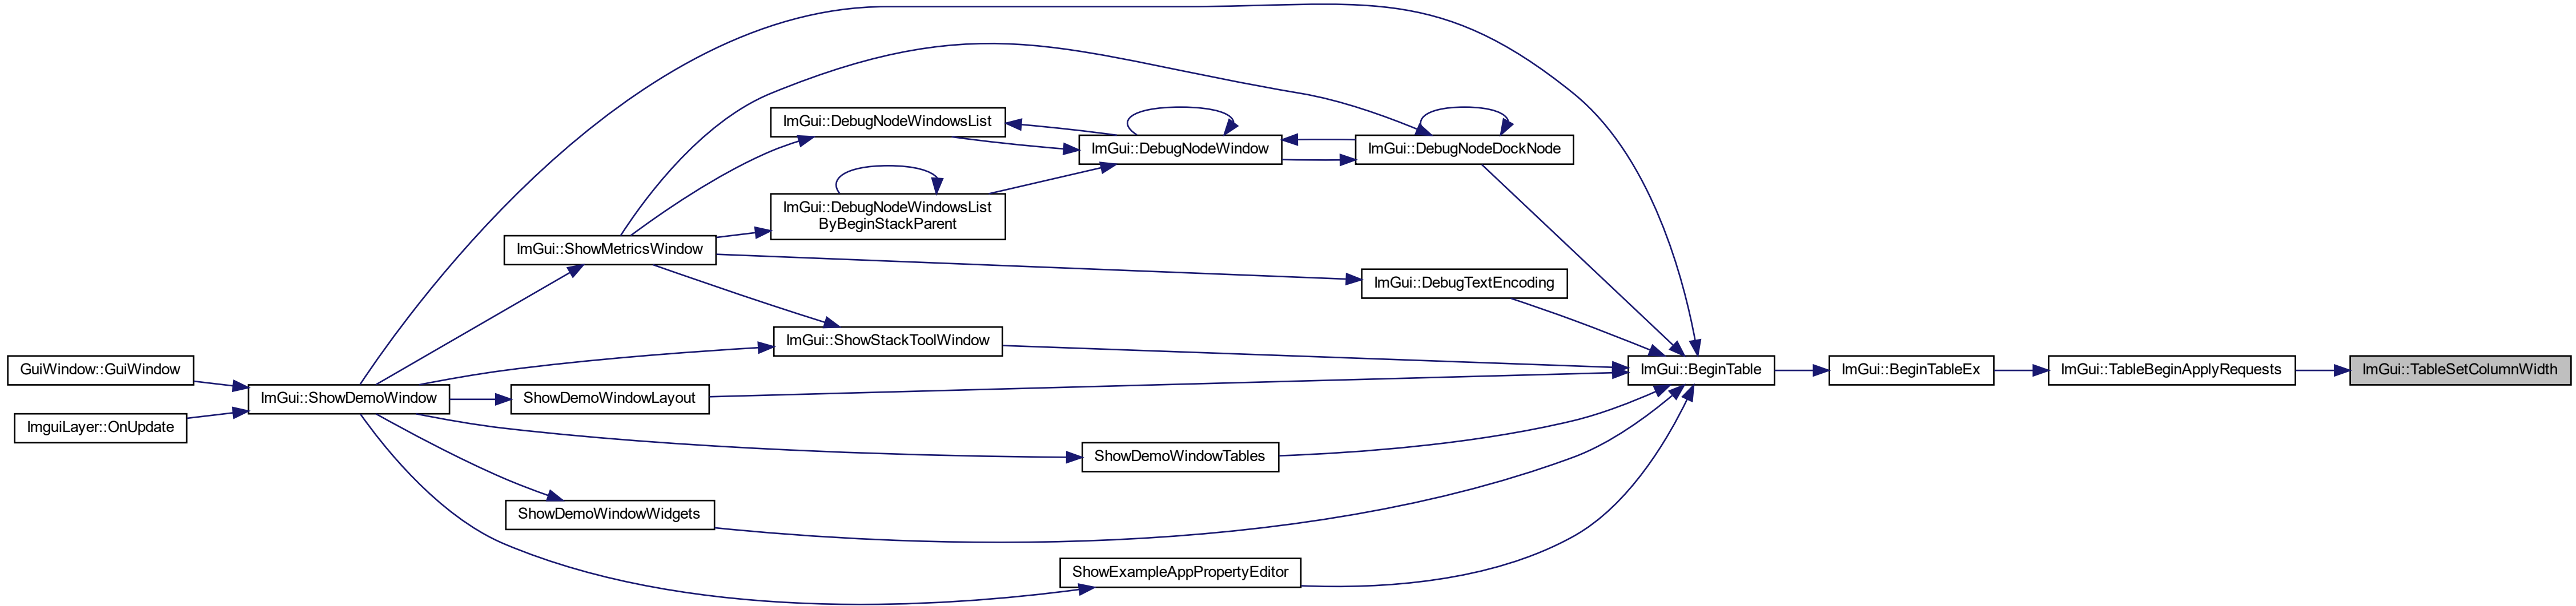 ImGui::DebugNodeWindowsList
ImGui::DebugNodeWindow
ImGui::DebugNodeDockNode
ImGui::DebugNodeWindowsList
ByBeginStackParent
ImGui::ShowMetricsWindow
ImGui::DebugTextEncoding
ImGui::ShowStackToolWindow
GuiWindow::GuiWindow
ImGui::BeginTable
ImGui::BeginTableEx
ImGui::TableBeginApplyRequests
ImGui::TableSetColumnWidth
ImGui::ShowDemoWindow
ShowDemoWindowLayout
ImguiLayer::OnUpdate
ShowDemoWindowTables
ShowDemoWindowWidgets
ShowExampleAppPropertyEditor